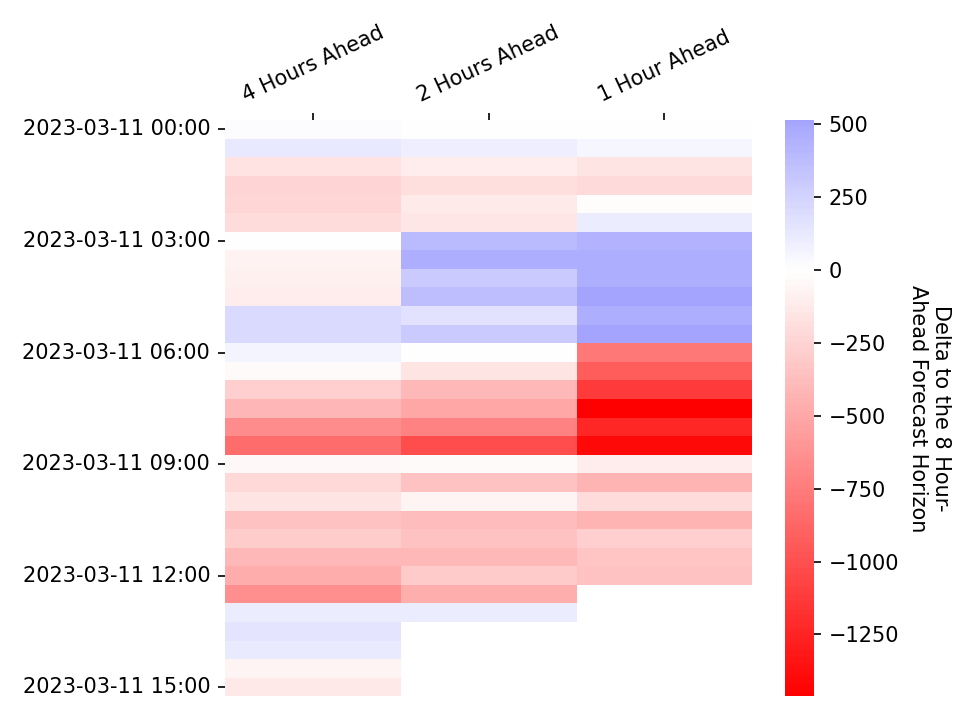 4 Hours Ahead
2 Hours Ahead
1 Hour Ahead
2023-03-11 00:00
2023-03-11 03:00
2023-03-11 06:00
2023-03-11 09:00
2023-03-11 12:00
2023-03-11 15:00
500
250
0
−250
−500
−750
−1000
−1250
Delta to the 8 Hour-
Ahead Forecast Horizon